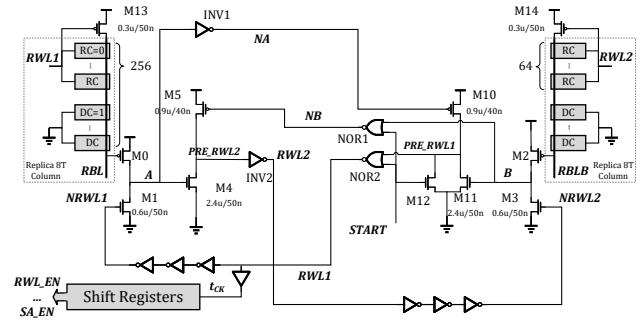 M13
0.3u/50n
INV1
NA
M14
0.3u/50n
RWL1
RC=0
RC
256
DC=1
DC
Replica 8T
Column
RBL
M0
A
NRWL1
M1
0.6u/50n
M5
0.9u/40n
PRE_RWL2
INV2
M4
2.4u/50n
RWL2
NB
NOR1
NOR2
START
M10
0.9u/40n
PRE_RWL1
M12
M11
2.4u/50n
B
M2
M3
0.6u/50n
NRWL2
RBLB
64
RC
RC
DC
DC
RWL2
Replica 8T
Column
RWL1
tCK
RWL_EN
...
SA_EN
Shift Registers